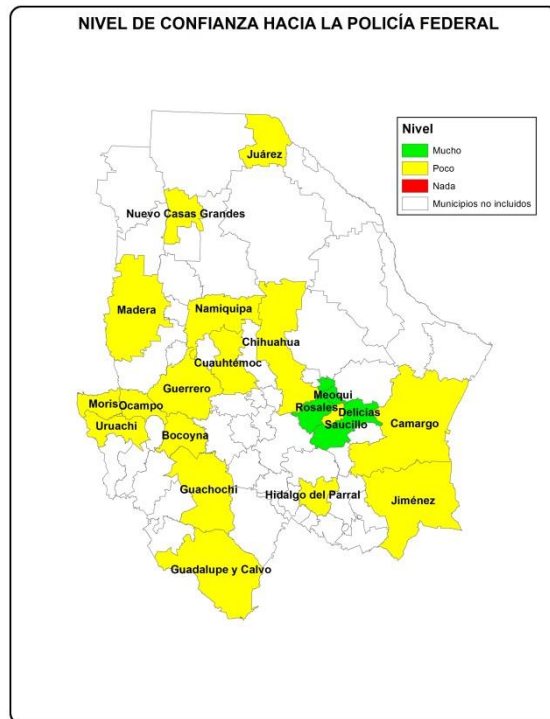 NIVEL DE CONFIANZA HACIA LA POLICÍA FEDERAL
Nivel
Mucho
Poco
Nada
Municipios no incluidos
Juárez
Nuevo Casas Grandes
Madera
Namiquipa
Chihuahua
Cuauhtémoc
Guerrero
Meoqui
Rosales
Delicias
Saucillo
Camargo
Moris
Ocampo
Uruachi
Bocoyna
Guachochi
Hidalgo del Parral
Jiménez
Guadalupe y Calvo